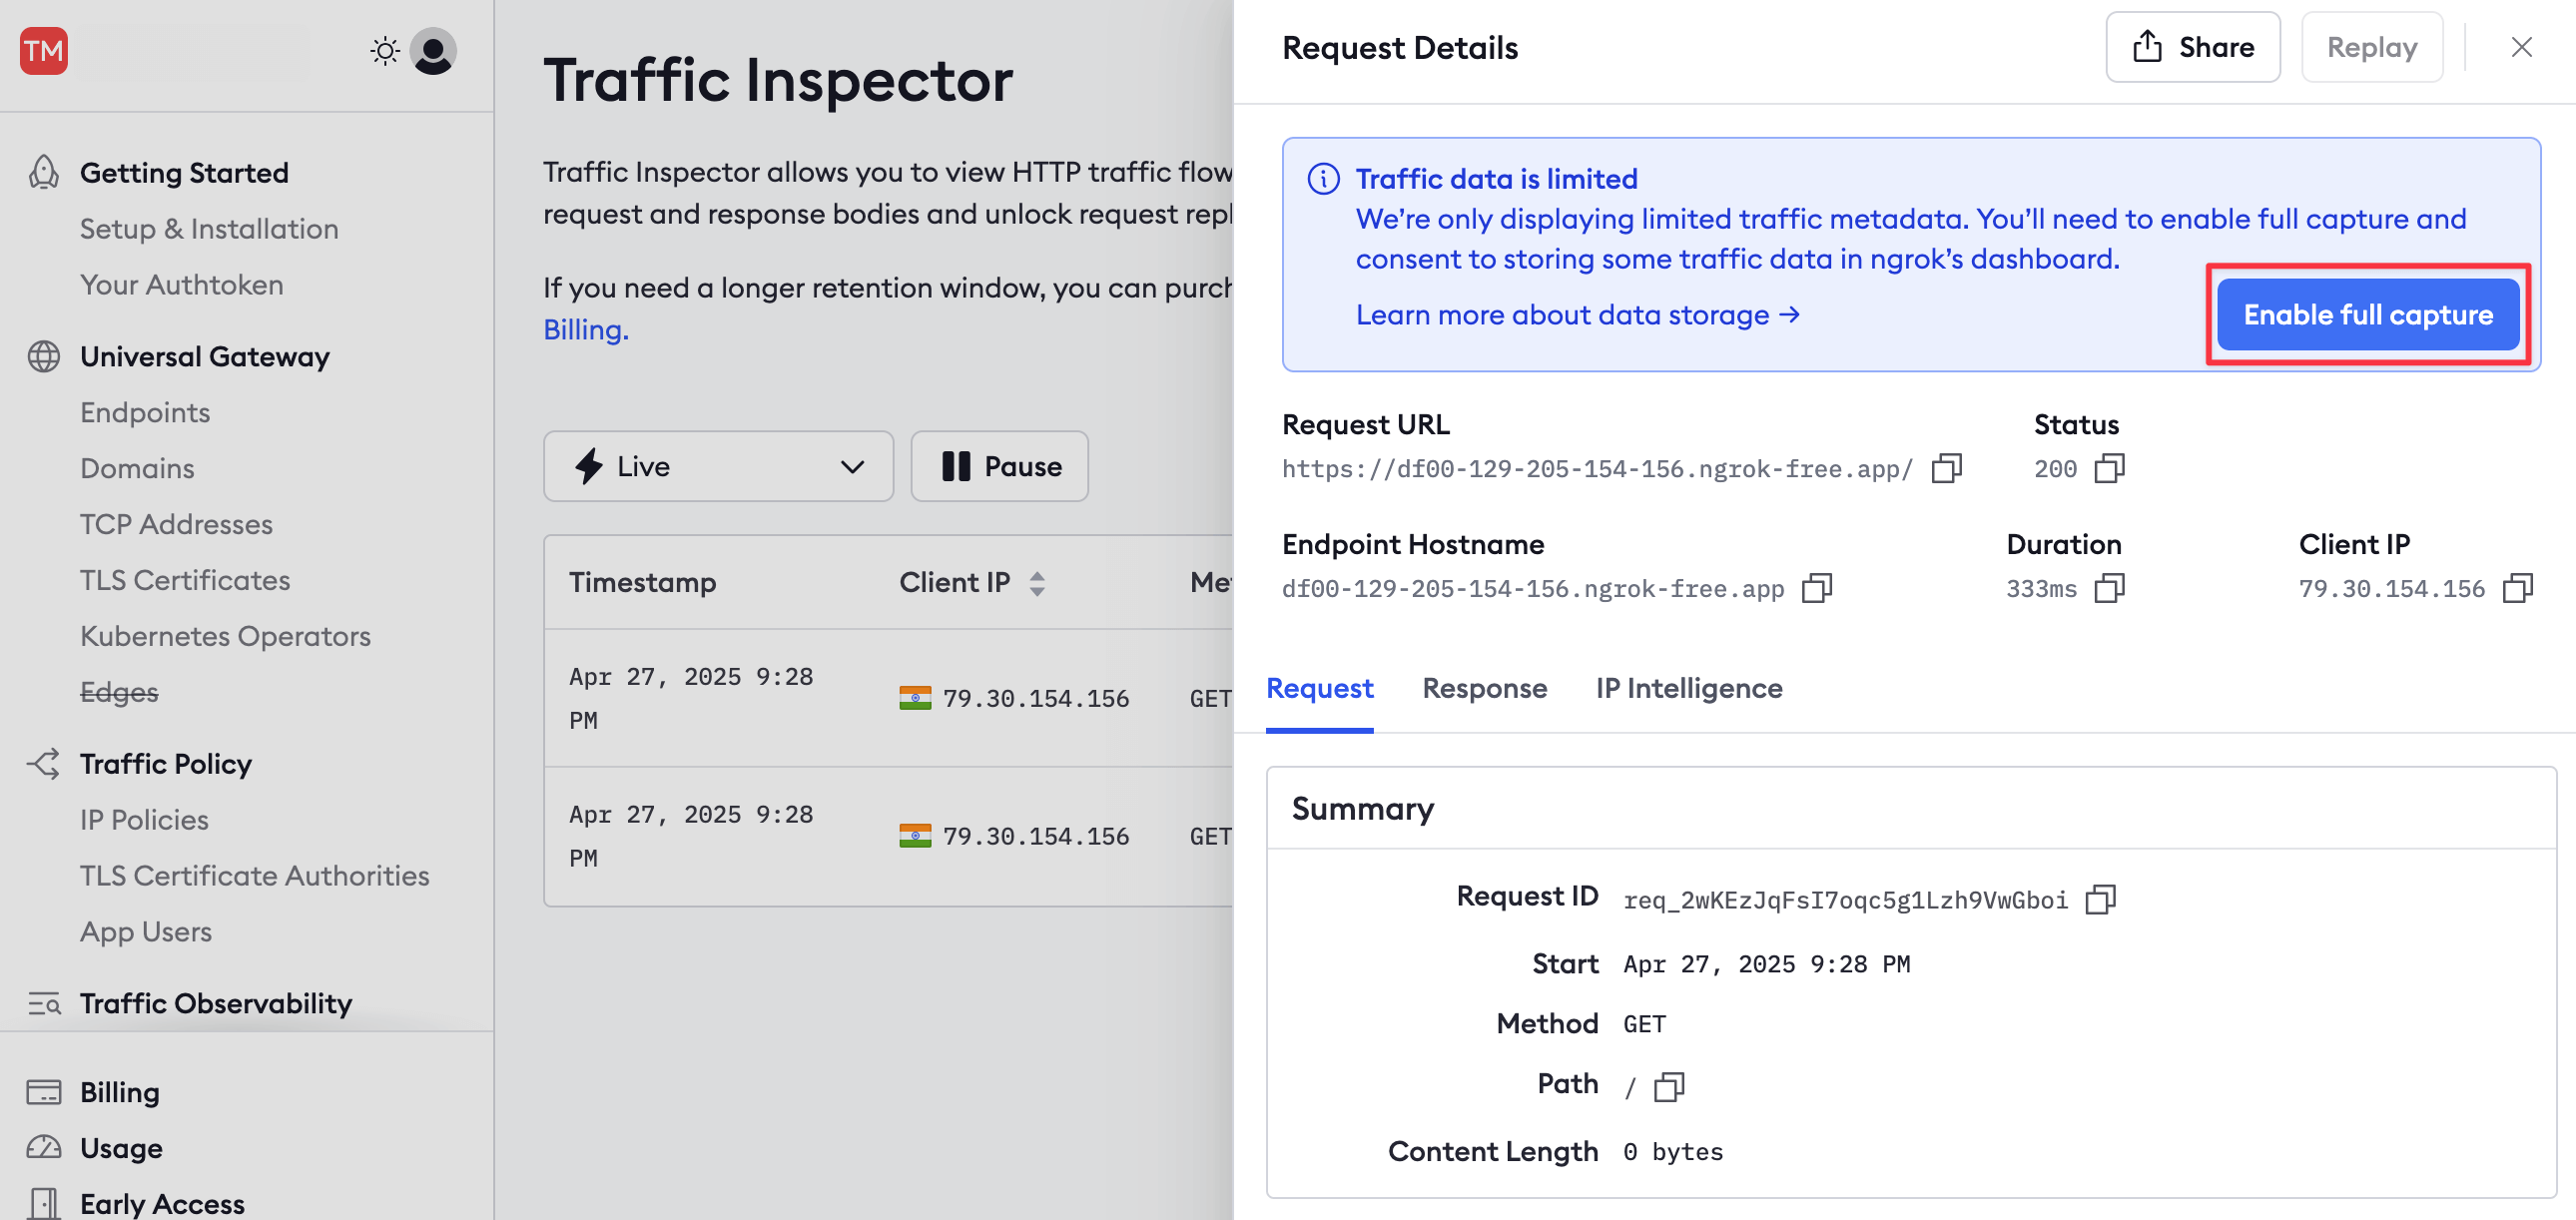 TM
Getting Started
Setup & Installation
Your Authtoken
Universal Gateway
Endpoints
Domains
TCP Addresses
TLS Certificates
Kubernetes Operators
Edges
Traffic Policy
IP Policies
TLS Certificate Authorities
App Users
Traffic Observability
Billing
Usage
Early Access
Traffic Inspector
Traffic Inspector allows you to view HTTP traffic flow
request and response bodies and unlock request repl
If you need a longer retention window, you can purch
Billing.
Live
Pause
Timestamp Client IP Me
Apr 27, 2025 9:28
PM
79.30.154.156 GET
Apr 27, 2025 9:28
PM
79.30.154.156 GET
Request Details
Share
Replay
Traffic data is limited
We’re only displaying limited traffic metadata. You’ll need to enable full capture and
consent to storing some traffic data in ngrok’s dashboard.
Learn more about data storage →
Enable full capture
Request URL Status
https://df00-129-205-154-156.ngrok-free.app/ 200
Endpoint Hostname Duration Client IP
df00-129-205-154-156.ngrok-free.app 333ms 79.30.154.156
Request Response IP Intelligence
Summary
Request ID req_2wKEzJqFsI7oqc5g1Lzh9VwGboi
Start Apr 27, 2025 9:28 PM
Method GET
Path /
Content Length 0 bytes